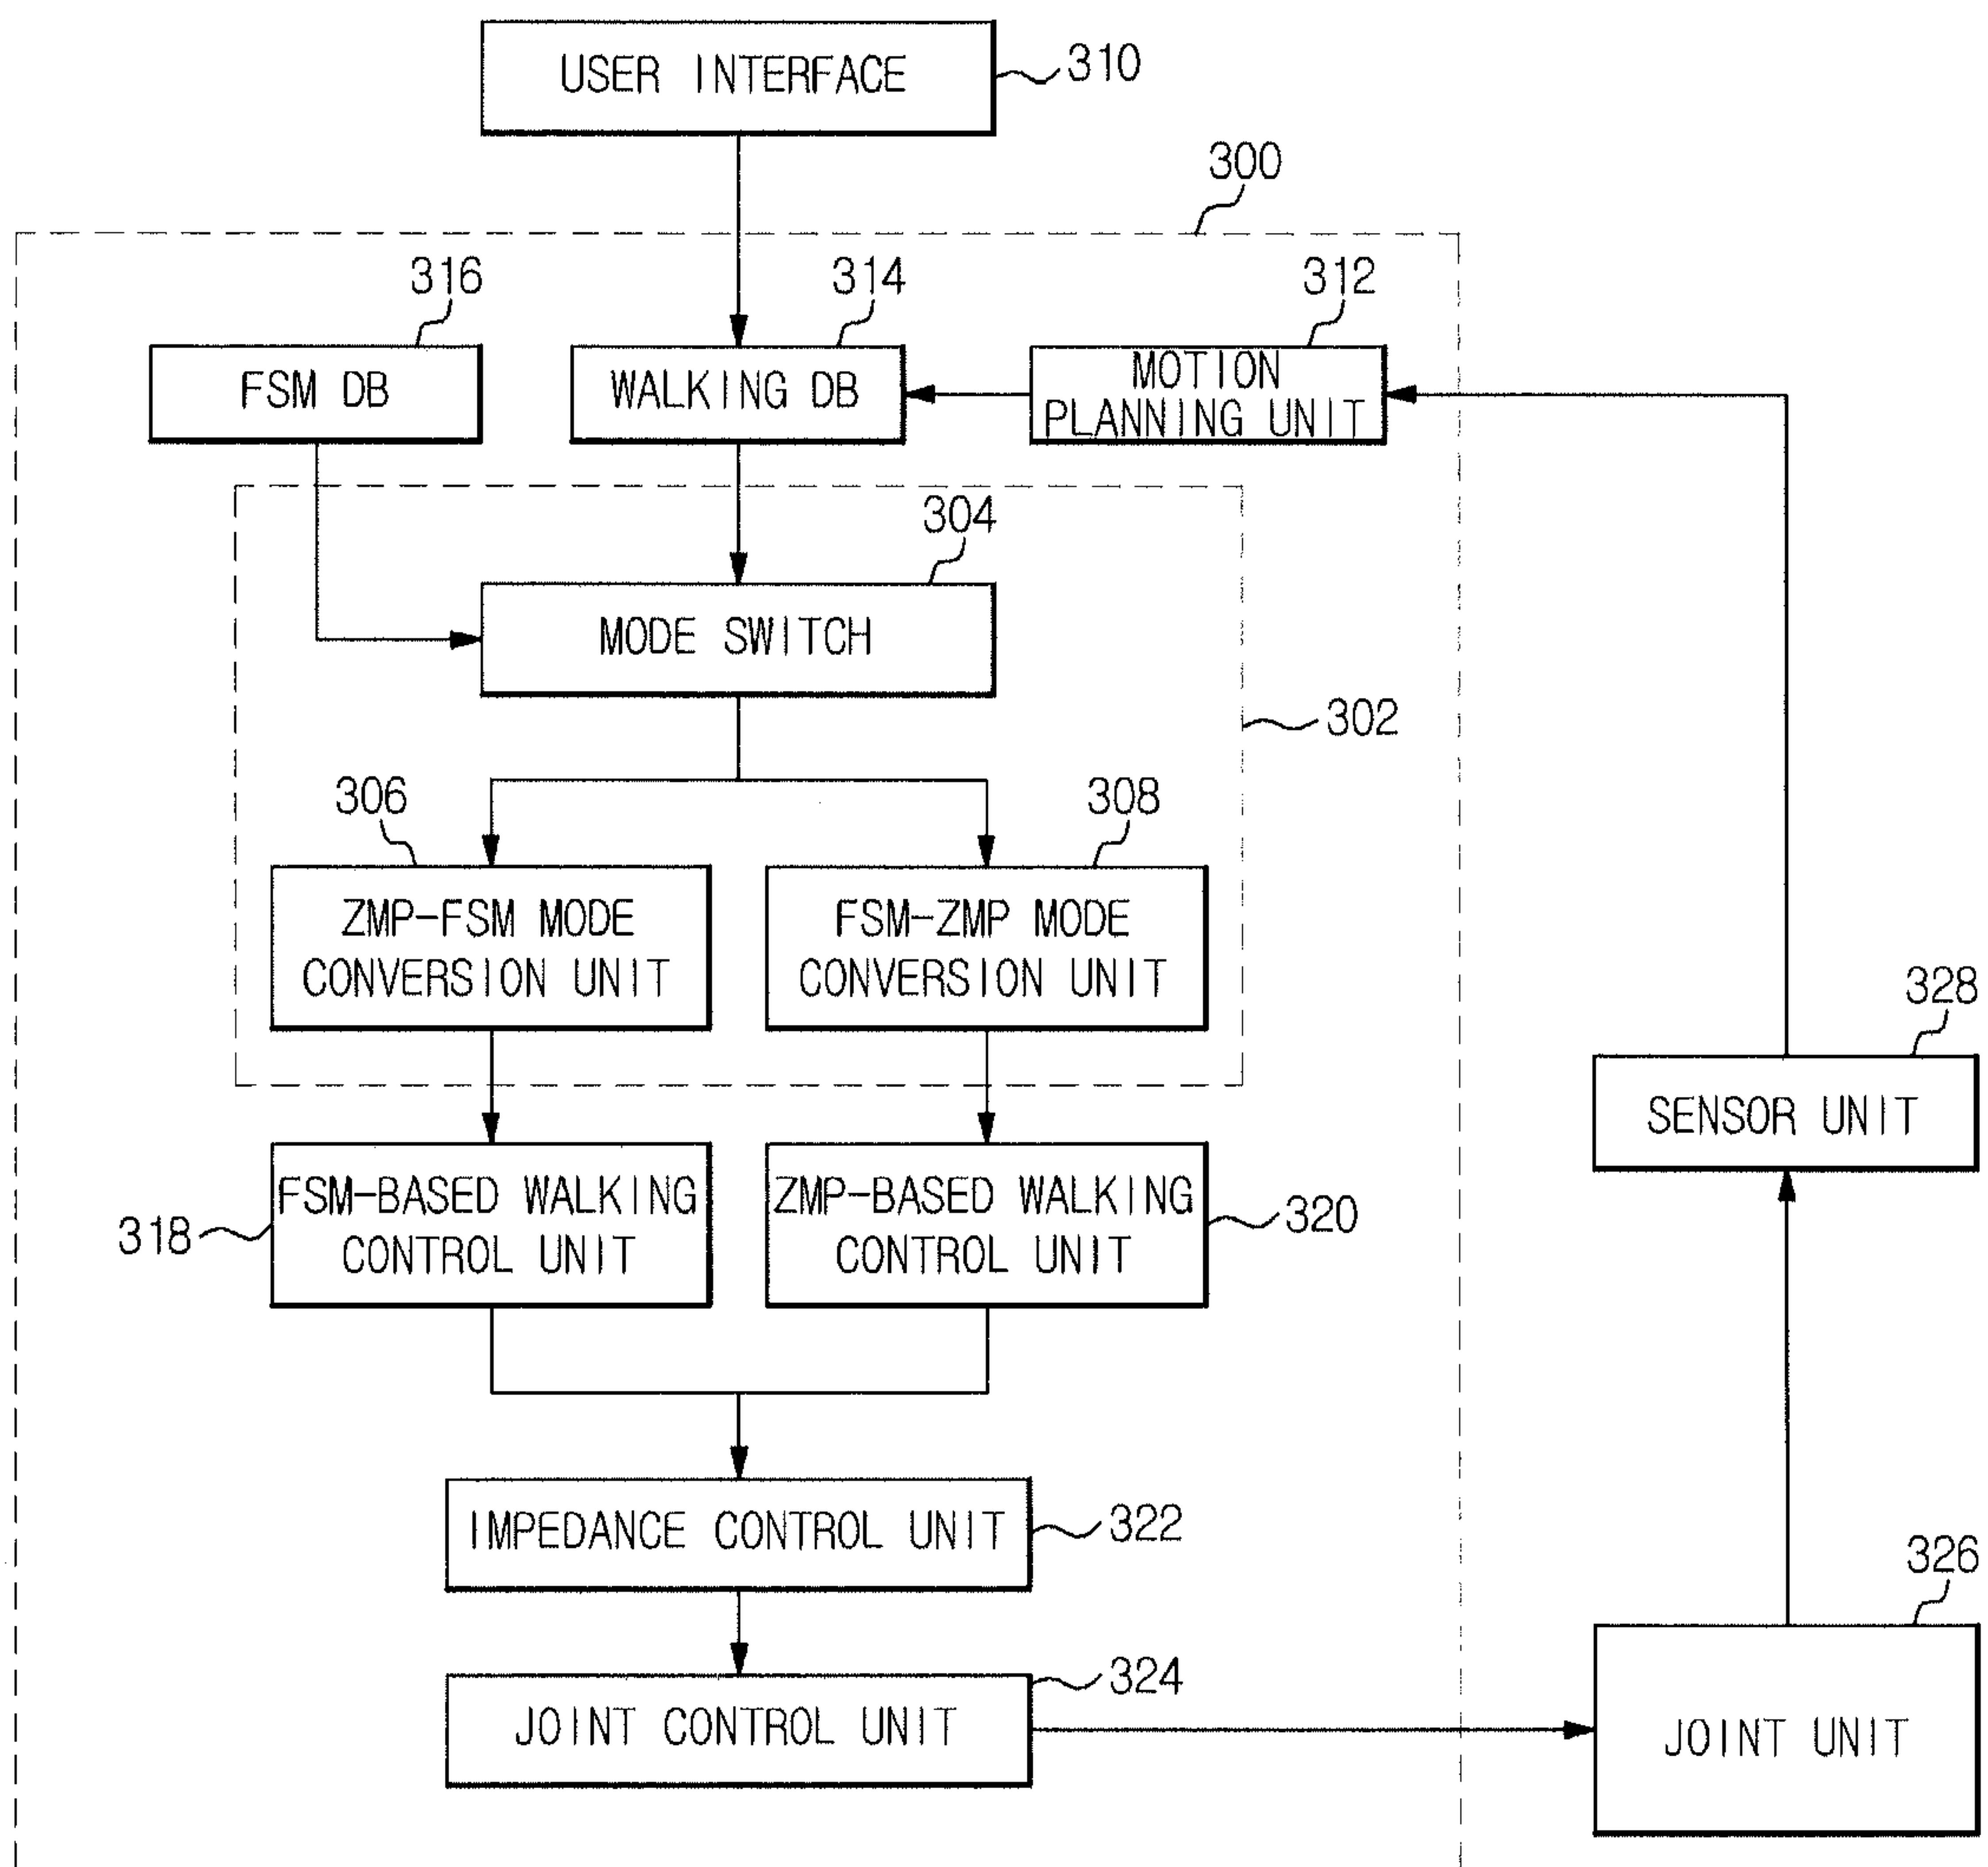 USER INTERFACE
310
300
316
314
312
FSM DB
WALKING DB
MOTION
PLANNING UNIT
304
MODE SWITCH
302
306
308
ZMP-FSM MODE
CONVERSION UNIT
FSM-ZMP MODE
CONVERSION UNIT
328
SENSOR UNIT
FSM-BASED WALKING
CONTROL UNIT
318
ZMP-BASED WALKING
CONTROL UNIT
320
IMPEDANCE CONTROL UNIT
322
326
324
JOINT CONTROL UNIT
JOINT UNIT